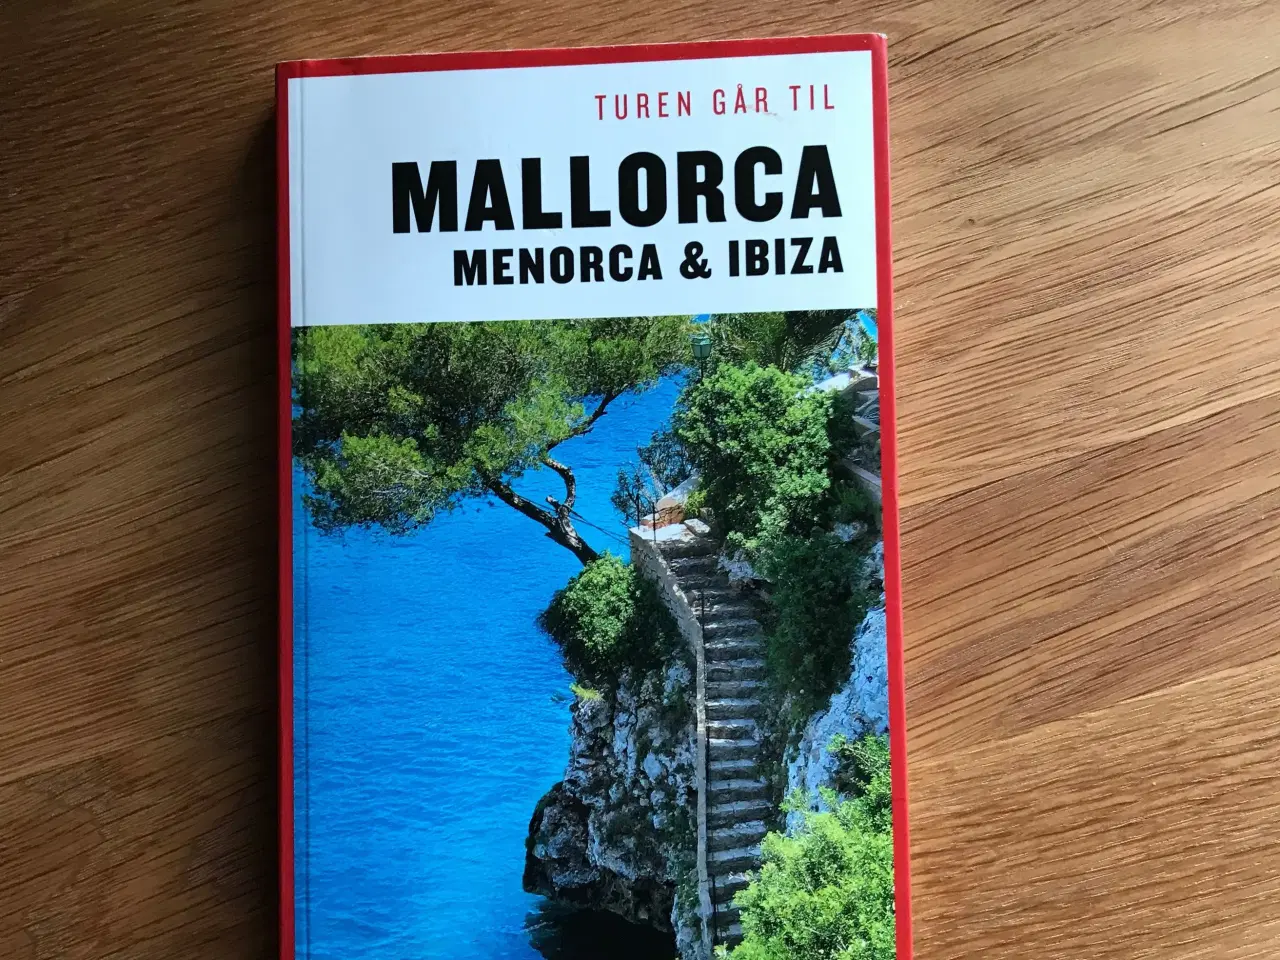 TUREN GÅR TIL
MALLORCA
MENORCA & IBIZA